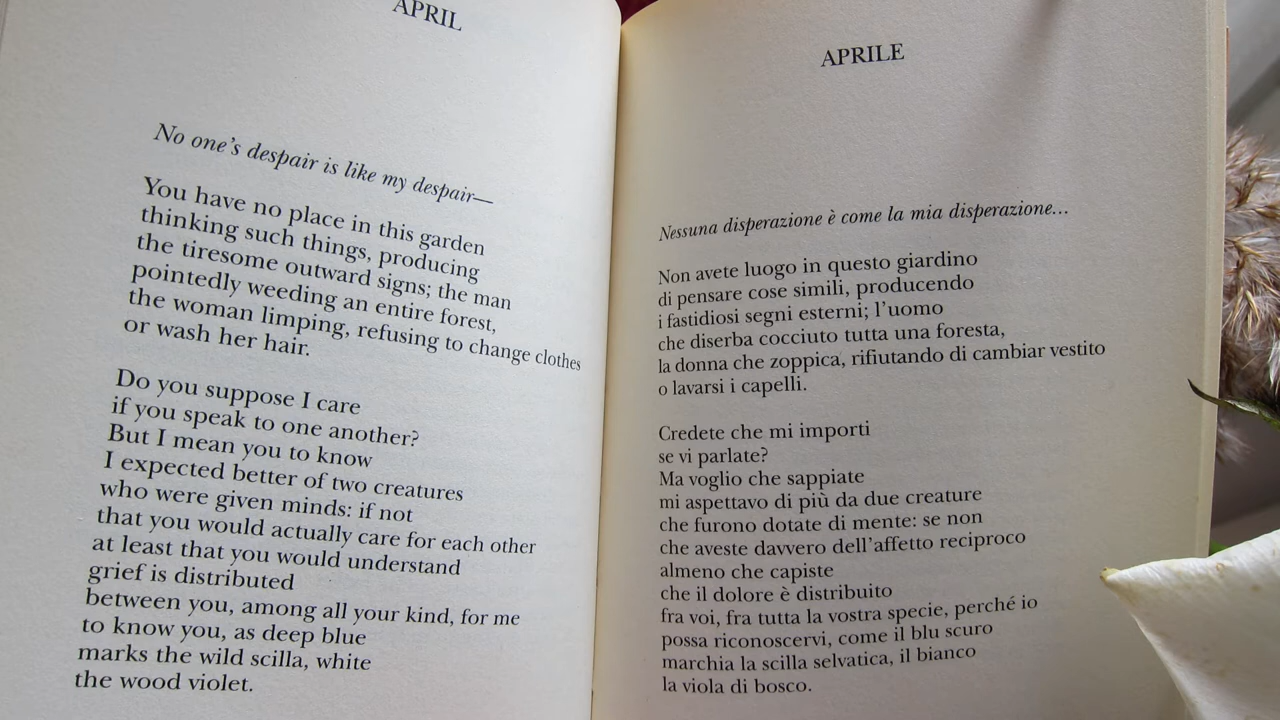 APRIL
No one's despair is like my despair—
You have no place in this garden
thinking such things, producing
the tiresome outward signs; the man
pointedly weeding an entire forest,
the woman limping, refusing to change clothes
or wash her hair.
Do you suppose I care
if you speak to one another?
But I mean you to know
I expected better of two creatures
who were given minds: if not
that you would actually care for each other
at least that you would understand
grief is distributed
between you, among all your kind, for me
to know you, as deep blue
marks the wild scilla, white
the wood violet.
APRILE
Nessuna disperazione è come la mia disperazione...
Non avete luogo in questo giardino
di pensare cose simili, producendo
i fastidiosi segni esterni; l'uomo
che diserba cocciuto tutta una foresta,
la donna che zoppica, rifiutando di cambiar vestito
o lavarsi i capelli.
Credete che mi importi
se vi parlate?
Ma voglio che sappiate
mi aspettavo di più da due creature
che furono dotate di mente: se non
che aveste davvero dell'affetto reciproco
almeno che capiste
che il dolore è distribuito
fra voi, fra tutta la vostra specie, perché io
possa riconoscervi, come il blu scuro
marchia la scilla selvatica, il bianco
la viola di bosco.